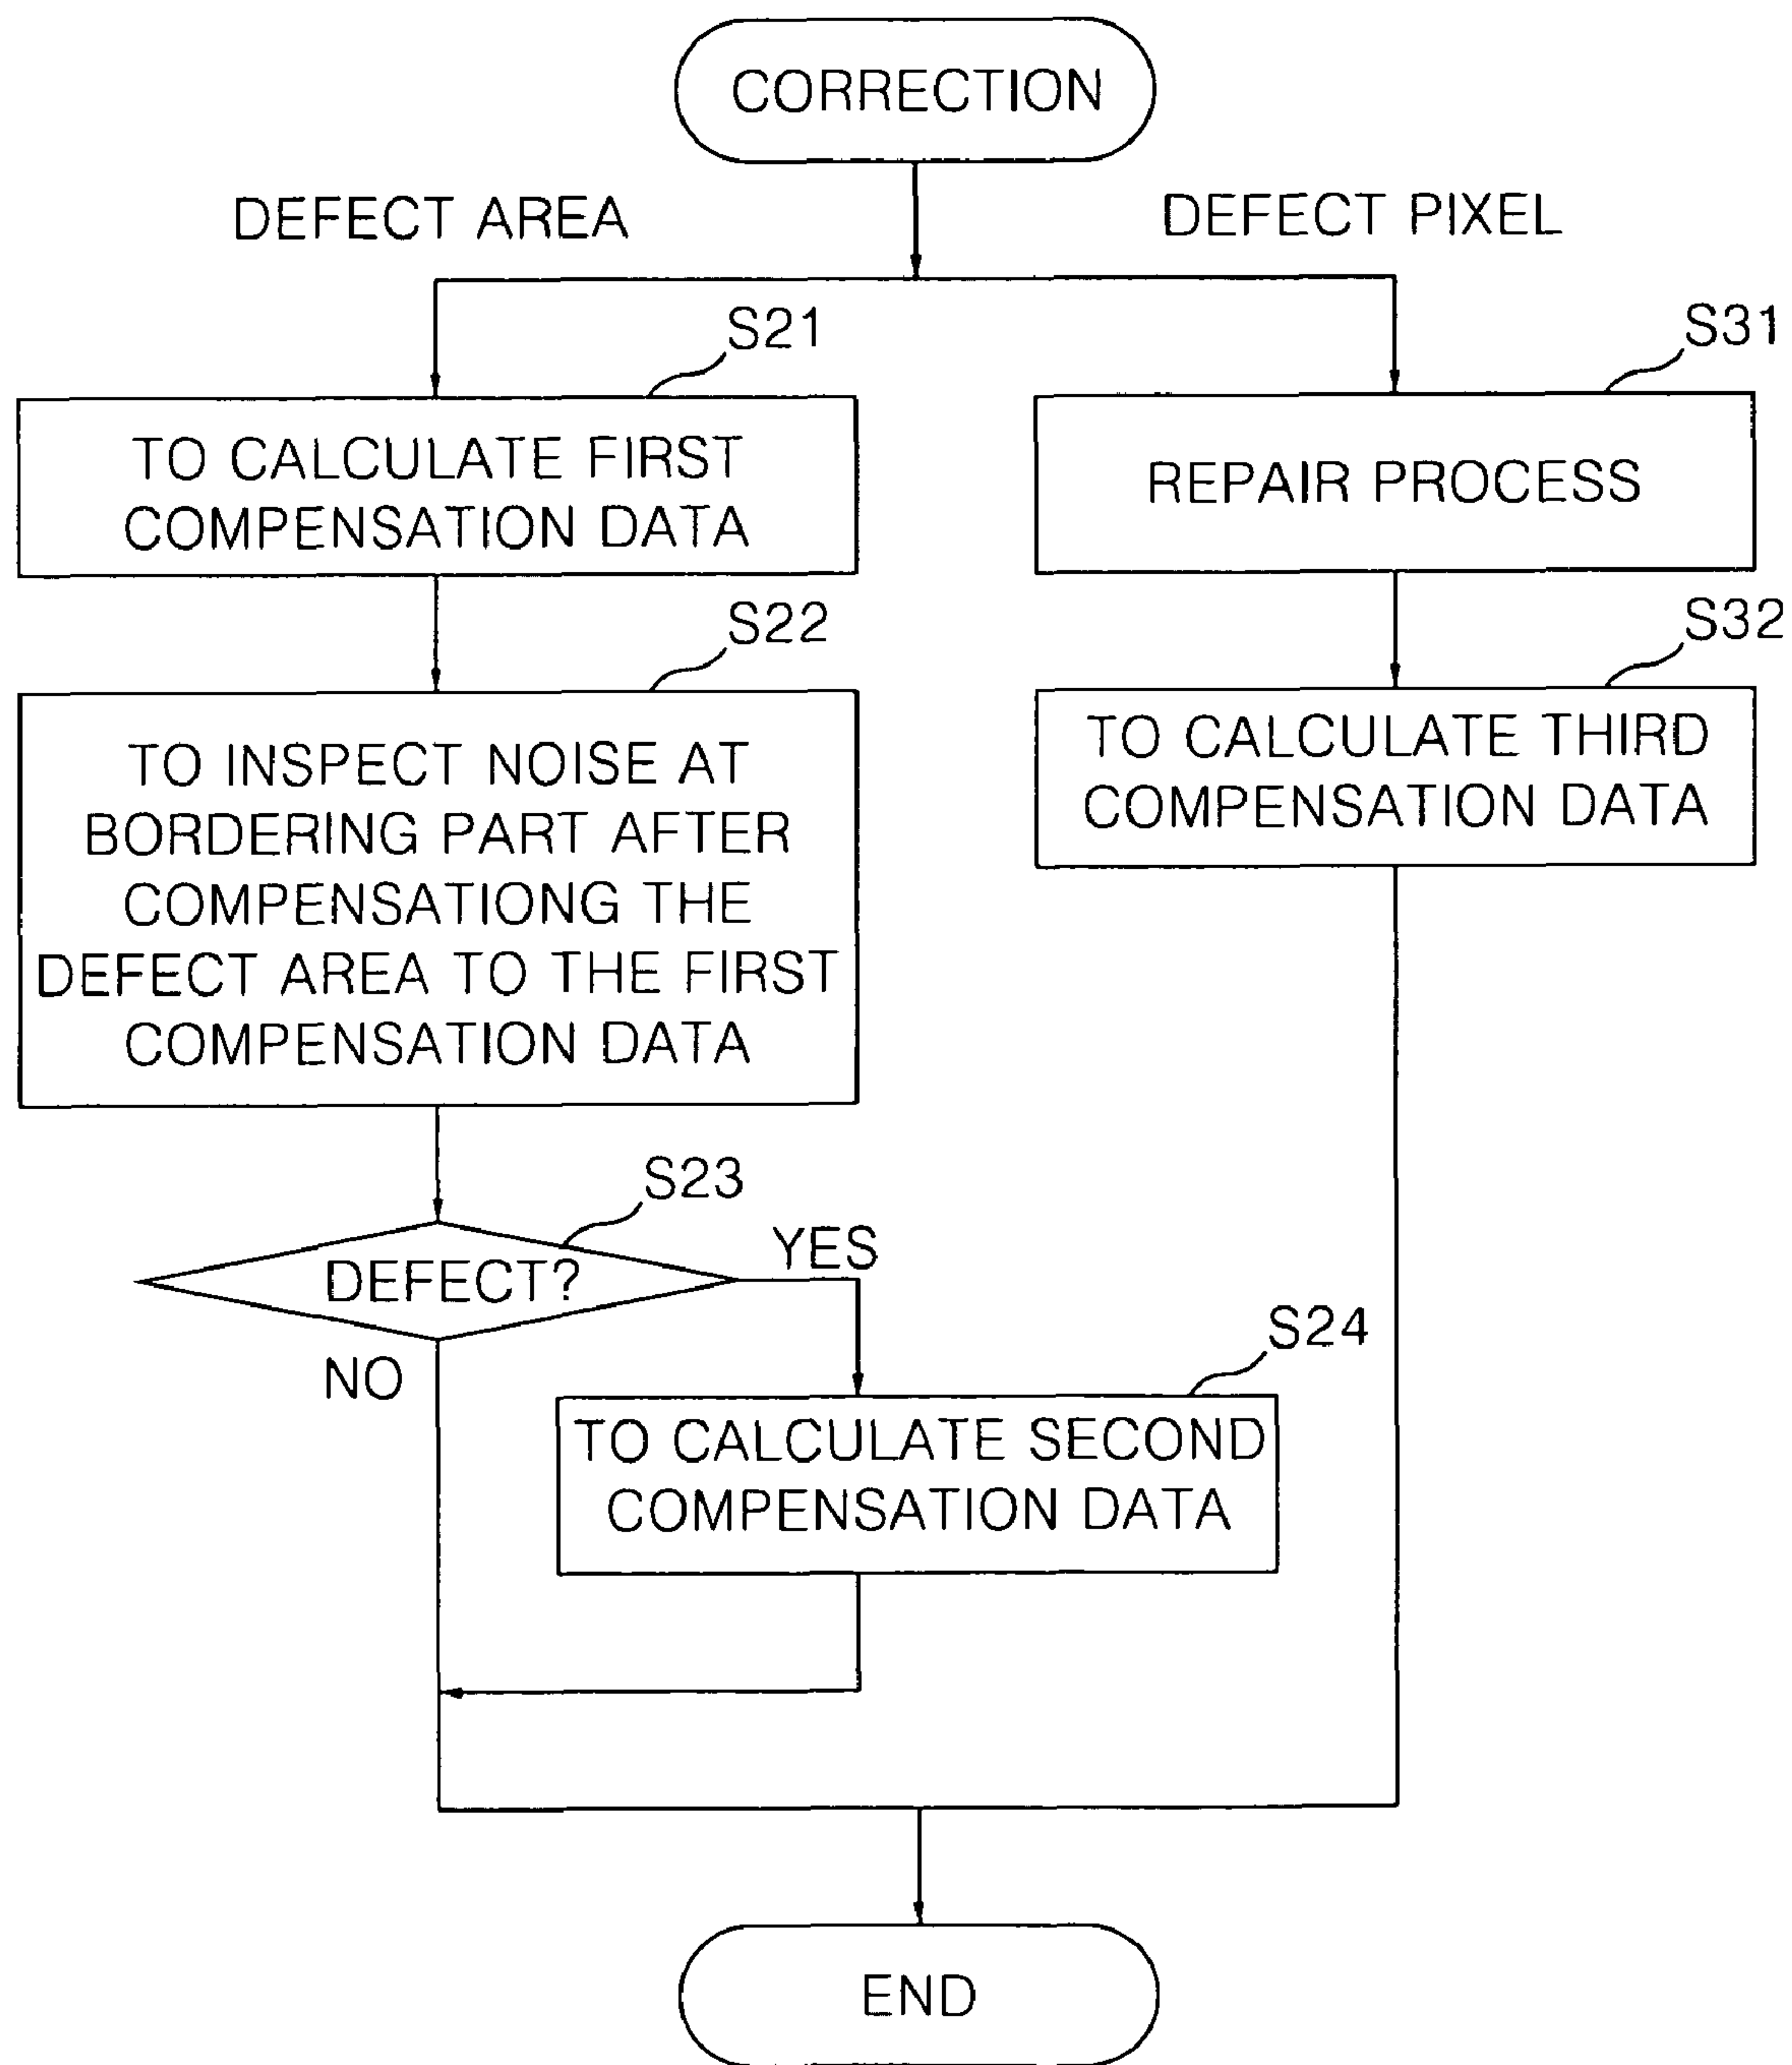 CORRECTION
DEFECT AREA
DEFECT PIXEL
S21
TO CALCULATE FIRST
COMPENSATION DATA
S31
REPAIR PROCESS
S22
TO INSPECT NOISE AT
BORDERING PART AFTER
COMPENSATIONG THE
DEFECT AREA TO THE FIRST
COMPENSATION DATA
S32
TO CALCULATE THIRD
COMPENSATION DATA
S23
DEFECT?
YES
NO
S24
TO CALCULATE SECOND
COMPENSATION DATA
END